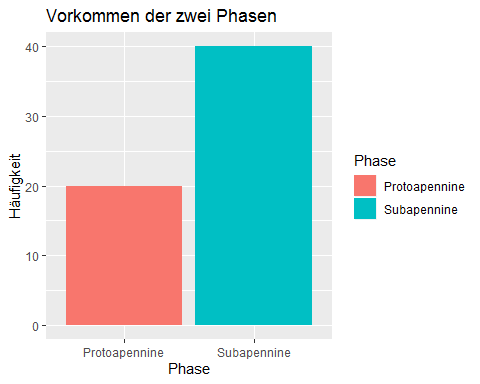 Vorkommen der zwei Phasen
Häufigkeit
40
30
20
10
0
Protoapennine
Subapennine
Phase
Phase
Protoapennine
Subapennine